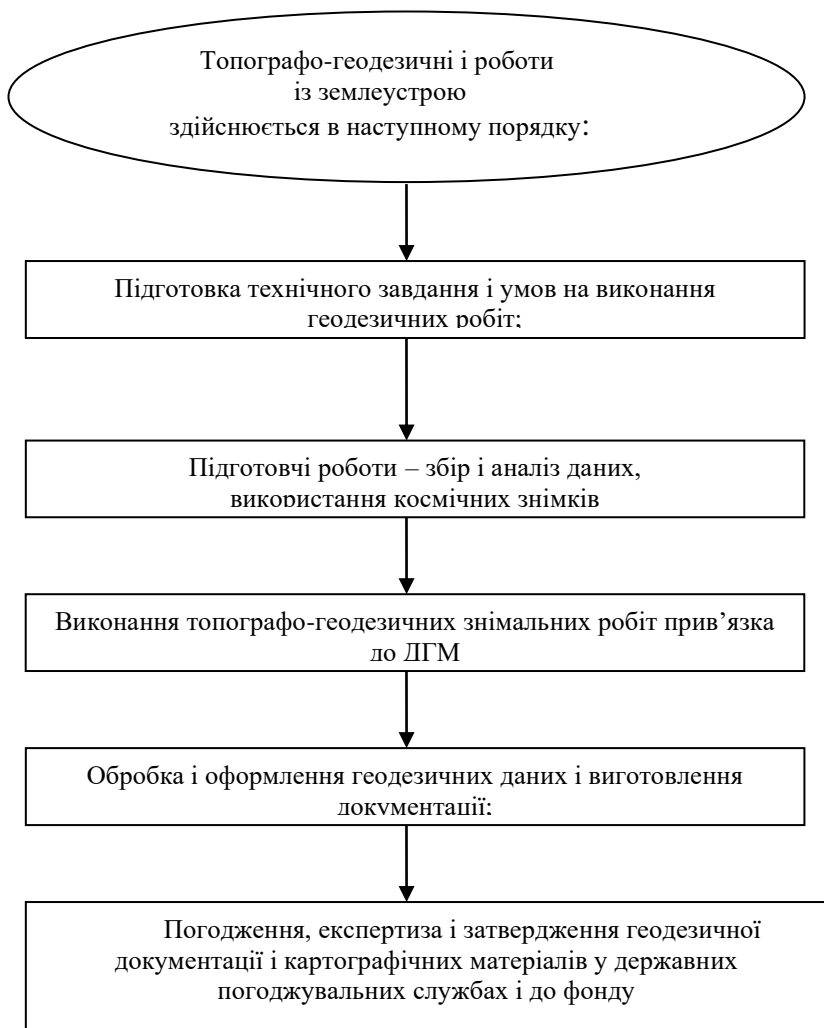 Топографо-геодезичні і роботи
із землеустрою
здійснюється в наступному порядку:
Підготовка технічного завдання і умов на виконання
геодезичних робіт;
Підготовчі роботи – збір і аналіз даних,
використання космічних знімків
Виконання топографо-геодезичних знімальних робіт прив’язка
до ДГМ
Обробка і оформлення геодезичних даних і виготовлення
документації;
Погодження, експертиза і затвердження геодезичної
документації і картографічних матеріалів у державних
погоджувальних службах і до фонду